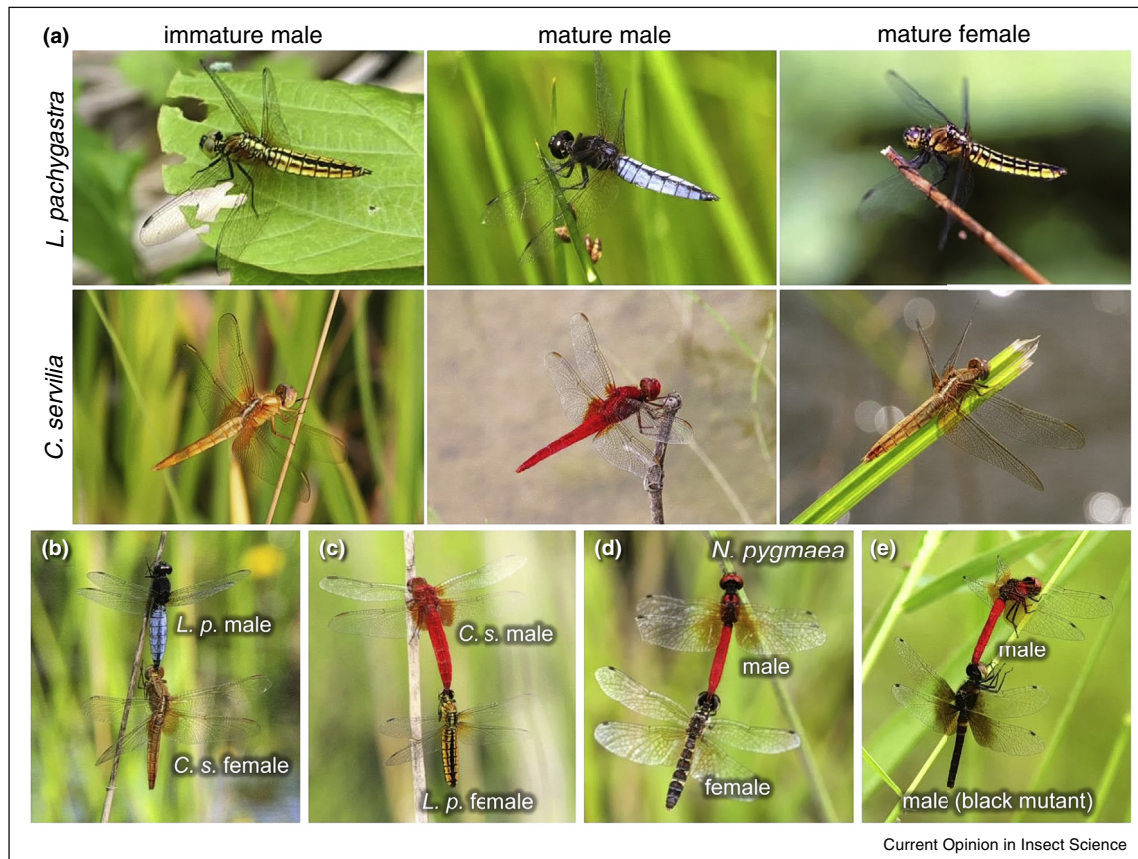 (a)
immature male
mature male
mature female
L. pachygastra
C. servilia
(b)
L. p. male
C. s. female
(c)
C. s. male
L. p. female
(d)
N. pygmaea
male
female
(e)
male
male (black mutant)
Current Opinion in Insect Science